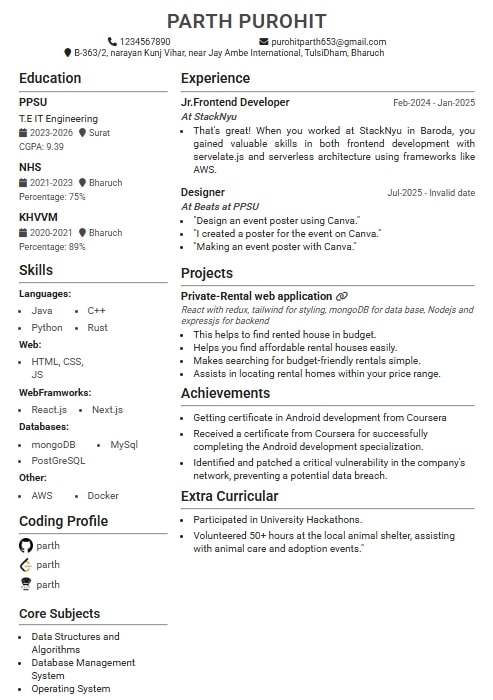 PARTH PUROHIT
1234567890 purohitparth653@gmail.com
B-363/2, narayan Kunj Vihar, near Jay Ambe International, TulsiDham, Bharuch
Education
PPSU
T.E IT Engineering
2023-2026 Surat
CGPA: 9.39
NHS
2021-2023 Bharuch
Percentage: 75%
KHVVM
2020-2021 Bharuch
Percentage: 89%
Skills
Languages:
• Java • C++
• Python • Rust
Web:
• HTML, CSS,
JS
WebFramworks:
• React.js • Next.js
Databases:
• mongoDB • MySql
• PostGreSQL
Other:
• AWS • Docker
Coding Profile
parth
parth
parth
Core Subjects
• Data Structures and
Algorithms
• Database Management
System
• Operating System
Experience
Jr.Frontend Developer Feb-2024 - Jan-2025
At StackNyu
• That's great! When you worked at StackNyu in Baroda, you
gained valuable skills in both frontend development with
servelate.js and serverless architecture using frameworks like
AWS.
Designer Jul-2025 - Invalid date
At Beats at PPSU
• "Design an event poster using Canva."
• "I created a poster for the event on Canva."
• "Making an event poster with Canva."
Projects
Private-Rental web application
React with redux, tailwind for styling, mongoDB for data base, Nodejs and
expressjs for backend
• This helps to find rented house in budget.
• Helps you find affordable rental houses easily.
• Makes searching for budget-friendly rentals simple.
• Assists in locating rental homes within your price range.
Achievements
• Getting certificate in Android development from Coursera
• Received a certificate from Coursera for successfully
completing the Android development specialization.
• Identified and patched a critical vulnerability in the company's
network, preventing a potential data breach.
Extra Curricular
• Participated in University Hackathons.
• Volunteered 50+ hours at the local animal shelter, assisting
with animal care and adoption events."